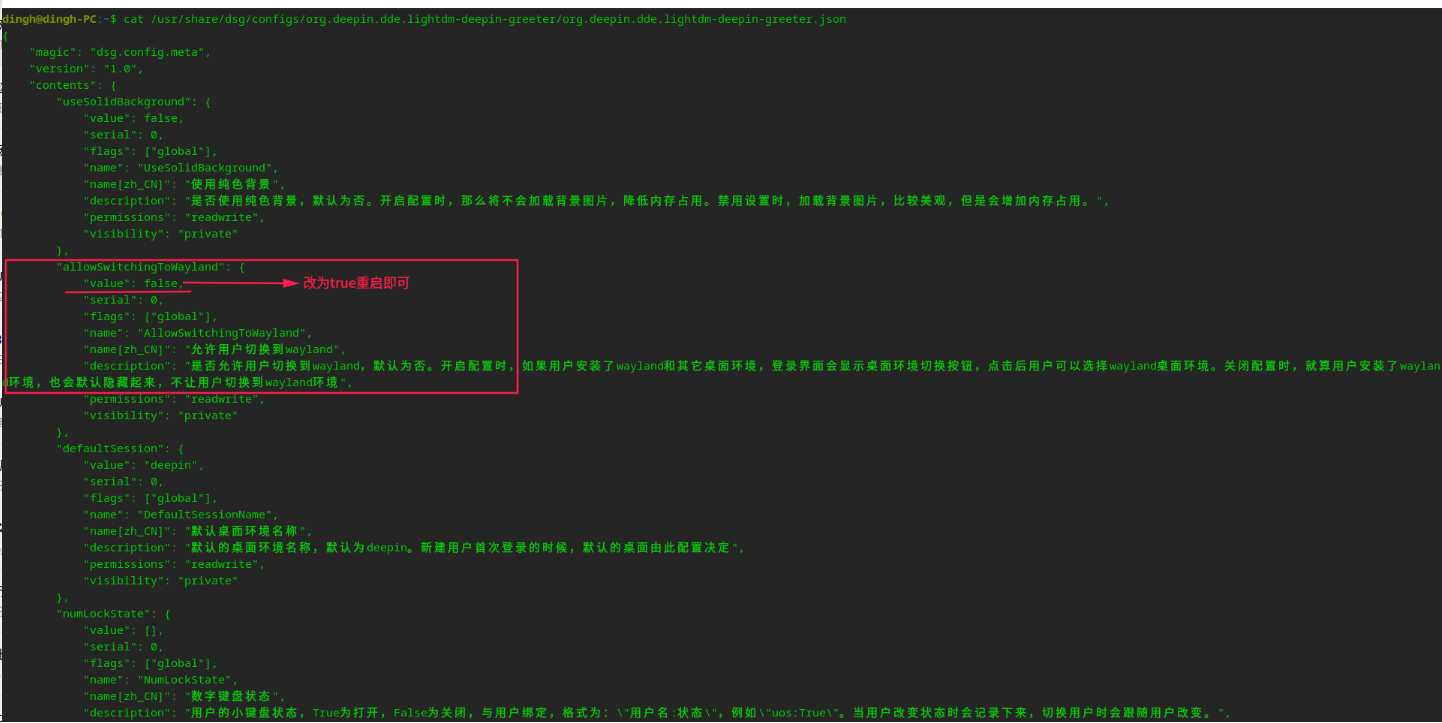 dingh@dingh-PC:~$ cat /usr/share/dsg/configs/org.deepin.dde.lightdm-deepin-greeter/org.deepin.dde.lightdm-deepin-greeter.json
{
    "magic": "dsg.config.meta",
    "version": "1.0",
    "contents": {
        "useSolidBackground": {
            "value": false,
            "serial": 0,
            "flags": ["global"],
            "name": "UseSolidBackground",
            "name[zh_CN]": "使用纯色背景",
            "description": "是否使用纯色背景，默认为否。开启配置时，那么将不会加载背景图片，降低内存占用。禁用设置时，加载背景图片，比较美观，但是会增加内存占用。",
            "permissions": "readwrite",
            "visibility": "private"
        },
        "allowSwitchingToWayland": {
            "value": false, 改为true重启即可
            "serial": 0,
            "flags": ["global"],
            "name": "AllowSwitchingToWayland",
            "name[zh_CN]": "允许用户切换到wayland",
            "description": "是否允许用户切换到wayland，默认为否。开启配置时，如果用户安装了wayland和其它桌面环境，登录界面会显示桌面环境切换按钮，点击后用户可以选择wayland桌面环境。关闭配置时，就算用户安装了waylan
d环境，也会默认隐藏起来，不让用户切换到wayland环境",
            "permissions": "readwrite",
            "visibility": "private"
        },
        "defaultSession": {
            "value": "deepin",
            "serial": 0,
            "flags": ["global"],
            "name": "DefaultSessionName",
            "name[zh_CN]": "默认桌面环境名称",
            "description": "默认的桌面环境名称，默认为deepin。新建用户首次登录的时候，默认的桌面由此配置决定",
            "permissions": "readwrite",
            "visibility": "private"
        },
        "numLockState": {
            "value": [],
            "serial": 0,
            "flags": ["global"],
            "name": "NumLockState",
            "name[zh_CN]": "数字键盘状态",
            "description": "用户的小键盘状态，True为打开，False为关闭，与用户绑定，格式为：\"用户名:状态\"，例如\"uos:True\"。当用户改变状态时会记录下来，切换用户时会跟随用户改变。",